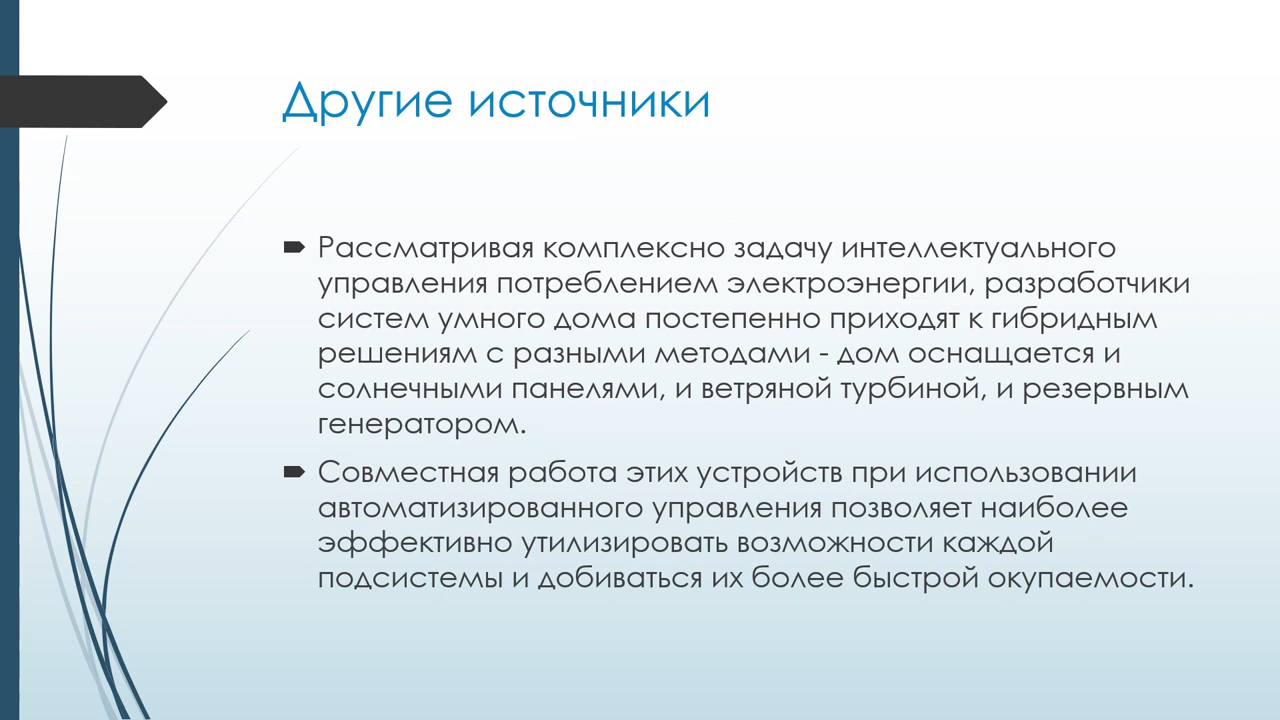 Другие источники
Рассматривая комплексно задачу интеллектуального
управления потреблением электроэнергии, разработчики
систем умного дома постепенно приходят к гибридным
решениям с разными методами - дом оснащается и
солнечными панелями, и ветряной турбиной, и резервным
генератором.
Совместная работа этих устройств при использовании
автоматизированного управления позволяет наиболее
эффективно утилизировать возможности каждой
подсистемы и добиваться их более быстрой окупаемости.